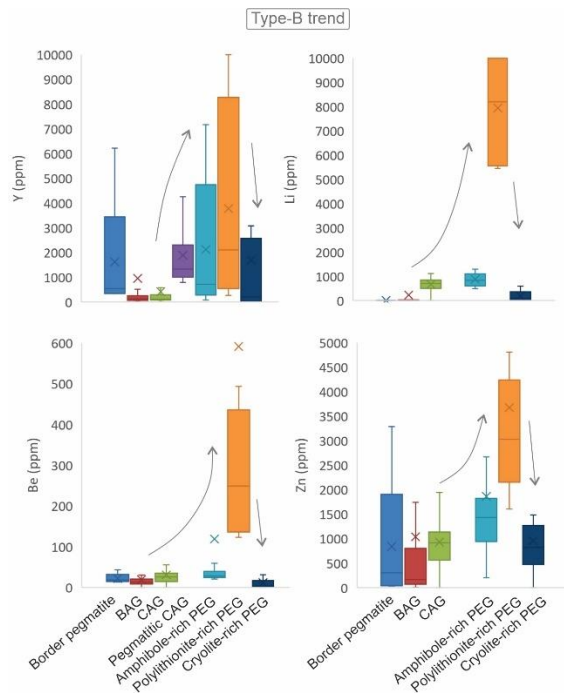 Type-B trend
Y (ppm)
10000
9000
8000
7000
6000
5000
4000
3000
2000
1000
0
Li (ppm)
10000
9000
8000
7000
6000
5000
4000
3000
2000
1000
0
Be (ppm)
600
500
400
300
200
100
0
Border pegmatite
BAG
CAG
Pegmatitic CAG
Amphibole-rich PEG
Polylithionite-rich PEG
Cryolite-rich PEG
Zn (ppm)
5000
4500
4000
3500
3000
2500
2000
1500
1000
500
0
Border pegmatite
BAG
CAG
Amphibole-rich PEG
Polylithionite-rich PEG
Cryolite-rich PEG